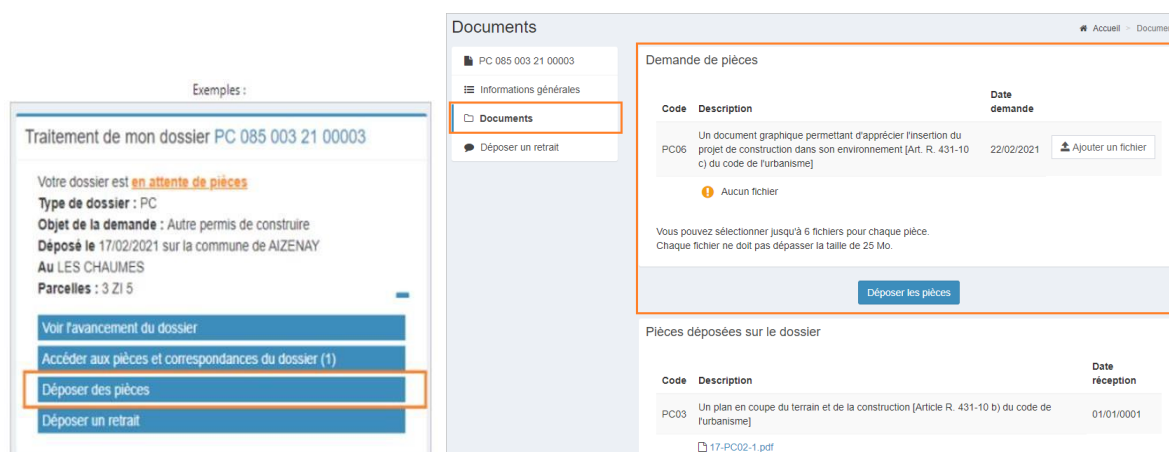 Exemples :
Traitement de mon dossier PC 085 003 21 00003
Votre dossier est en attente de pièces
Type de dossier : PC
Objet de la demande : Autre permis de construire
Déposé le 17/02/2021 sur la commune de AIZENAY
Au LES CHAUMES
Parcelles : 3 ZI 5
Voir l'avancement du dossier
Accéder aux pièces et correspondances du dossier (1)
Déposer des pièces
Déposer un retrait
Documents
Accueil > Documen
PC 085 003 21 00003
Informations générales
Documents
Déposer un retrait
Demande de pièces
Code Description Date demande
PC06 Un document graphique permettant d'apprécier l'insertion du
projet de construction dans son environnement [Art. R. 431-10
c) du code de l'urbanisme]
22/02/2021 Ajouter un fichier
Aucun fichier
Vous pouvez sélectionner jusqu'à 6 fichiers pour chaque pièce.
Chaque fichier ne doit pas dépasser la taille de 25 Mo.
Déposer les pièces
Pièces déposées sur le dossier
Code Description Date réception
PC03 Un plan en coupe du terrain et de la construction [Article R. 431-10 b) du code de
l'urbanisme]
01/01/0001
17-PC02-1.pdf